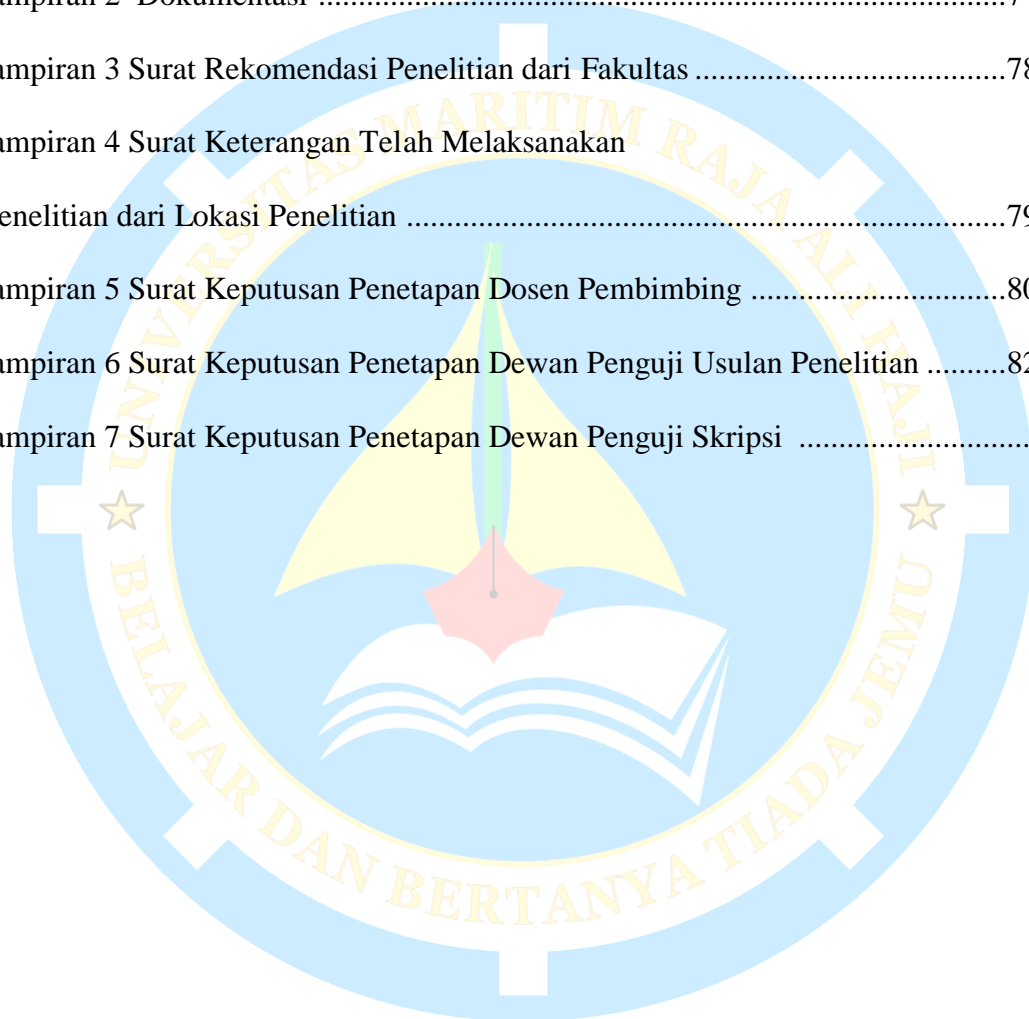 ampiran 2 Dokumentasi ..........................................................................................7
ampiran 3 Surat Rekomendasi Penelitian dari Fakultas ....................................78
ampiran 4 Surat Keterangan Telah Melaksanakan
enelitian dari Lokasi Penelitian ..........................................................................79
ampiran 5 Surat Keputusan Penetapan Dosen Pembimbing ..............................80
ampiran 6 Surat Keputusan Penetapan Dewan Penguji Usulan Penelitian ..........82
ampiran 7 Surat Keputusan Penetapan Dewan Penguji Skripsi ............................
UNIVERSITAS MARITIM RAJA ALI HAJI
BELAJAR DAN BERTANYA TIADA JEMU